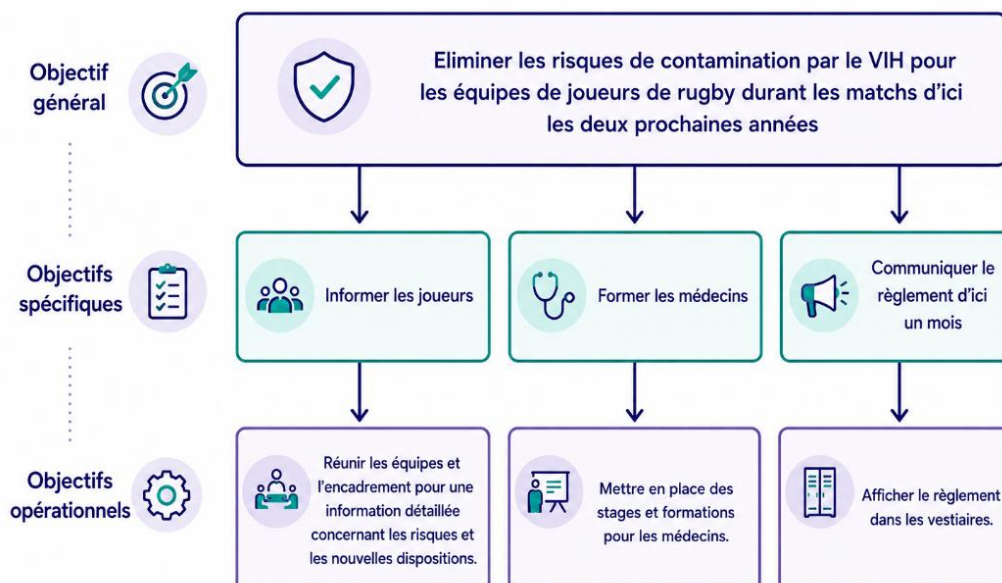 Objectif
général
Eliminer les risques de contamination par le VIH pour
les équipes de joueurs de rugby durant les matchs d'ici
les deux prochaines années
Objectifs
spécifiques
Informer les joueurs
Former les médecins
Communiquer le
règlement d'ici
un mois
Objectifs
opérationnels
Réunir les équipes et
l'encadrement pour une
information détaillée
concernant les risques et
les nouvelles dispositions.
Mettre en place des
stages et formations
pour les médecins.
Afficher le règlement
dans les vestiaires.